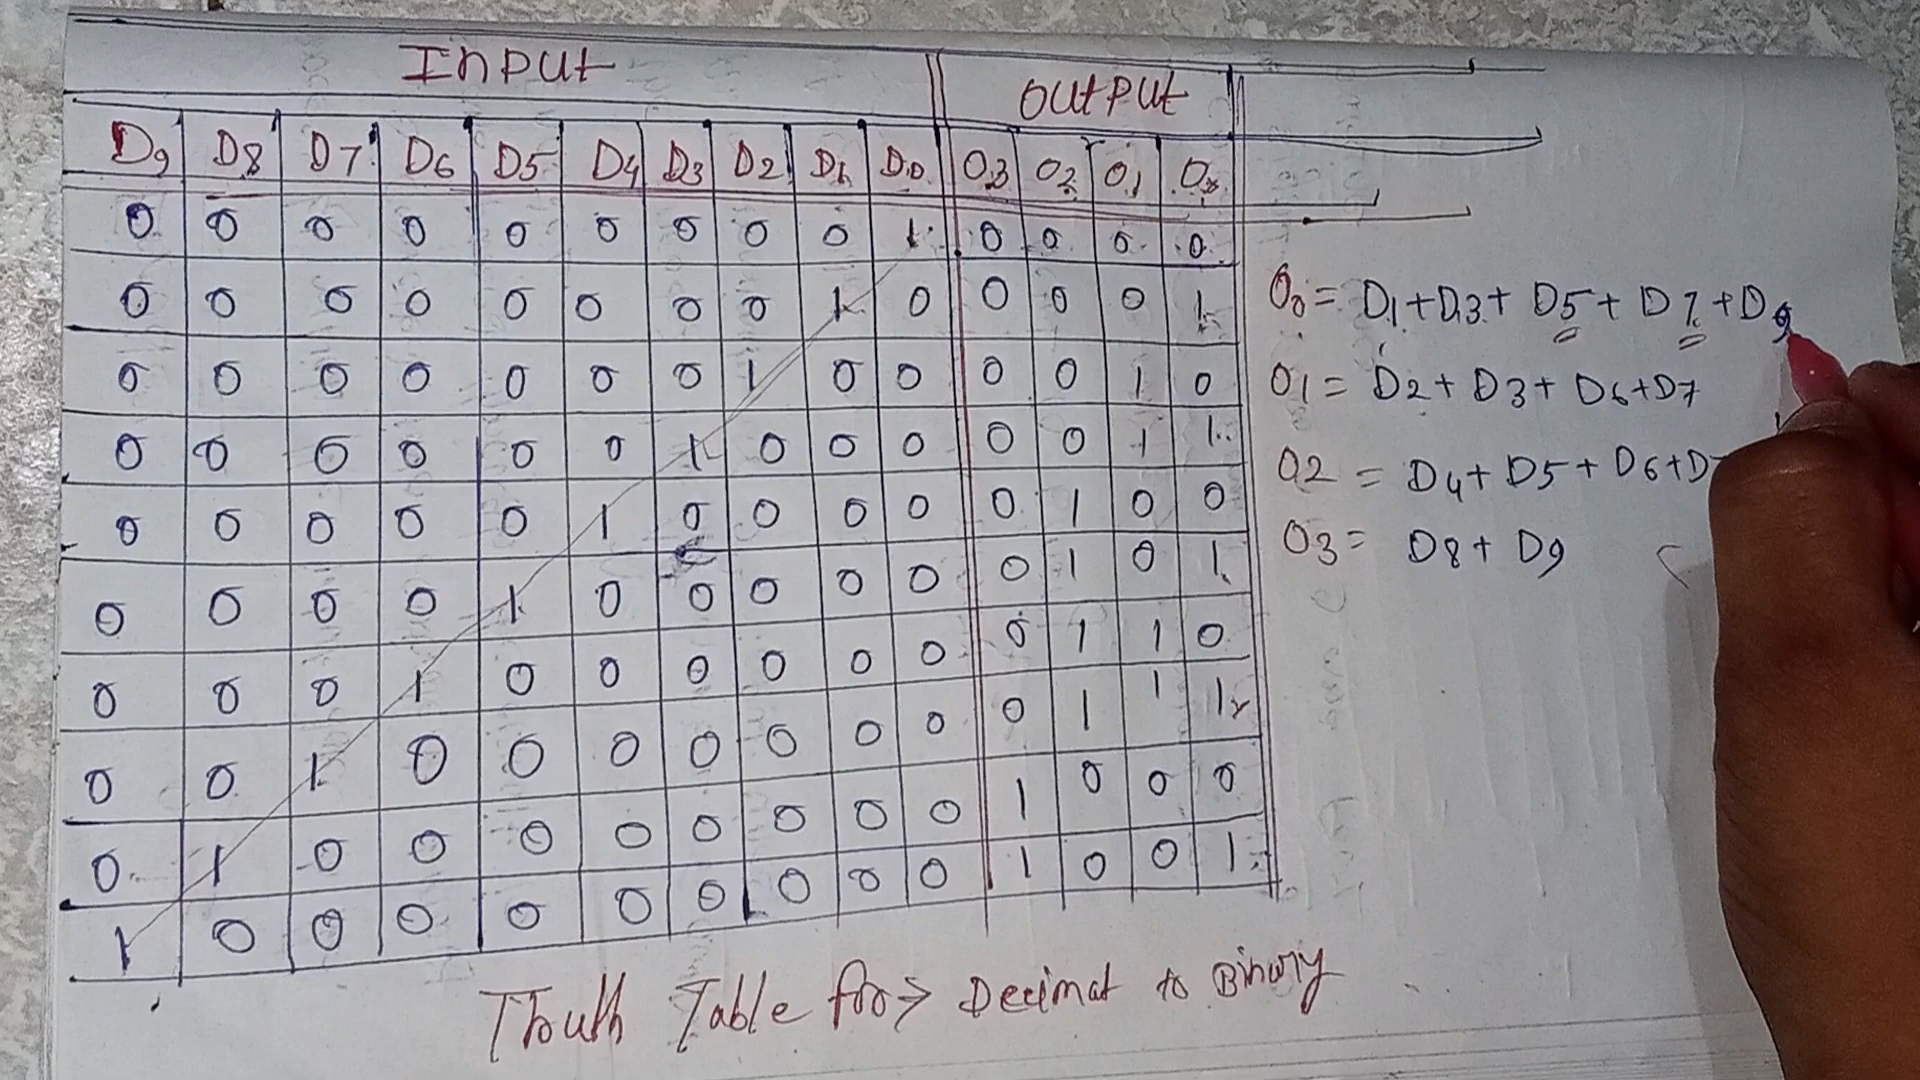 Input Output
D9 D8 D7 D6 D5 D4 D3 D2 D1 D0 O3 O2 O1 O0
0 0 0 0 0 0 0 0 0 1 0 0 0 0
0 0 0 0 0 0 0 0 1 0 0 0 0 1
0 0 0 0 0 0 0 1 0 0 0 0 1 0
0 0 0 0 0 0 1 0 0 0 0 0 1 1
0 0 0 0 0 1 0 0 0 0 0 1 0 0
0 0 0 0 1 0 0 0 0 0 0 1 0 1
0 0 0 1 0 0 0 0 0 0 0 1 1 0
0 0 1 0 0 0 0 0 0 0 0 1 1 1
0 1 0 0 0 0 0 0 0 0 1 0 0 0
1 0 0 0 0 0 0 0 0 0 1 0 0 1
O0 = D1+D3+D5+D7+D9
O1 = D2+D3+D6+D7
O2 = D4+D5+D6+D
O3 = D8+D9
Table for → Decimal to Binary